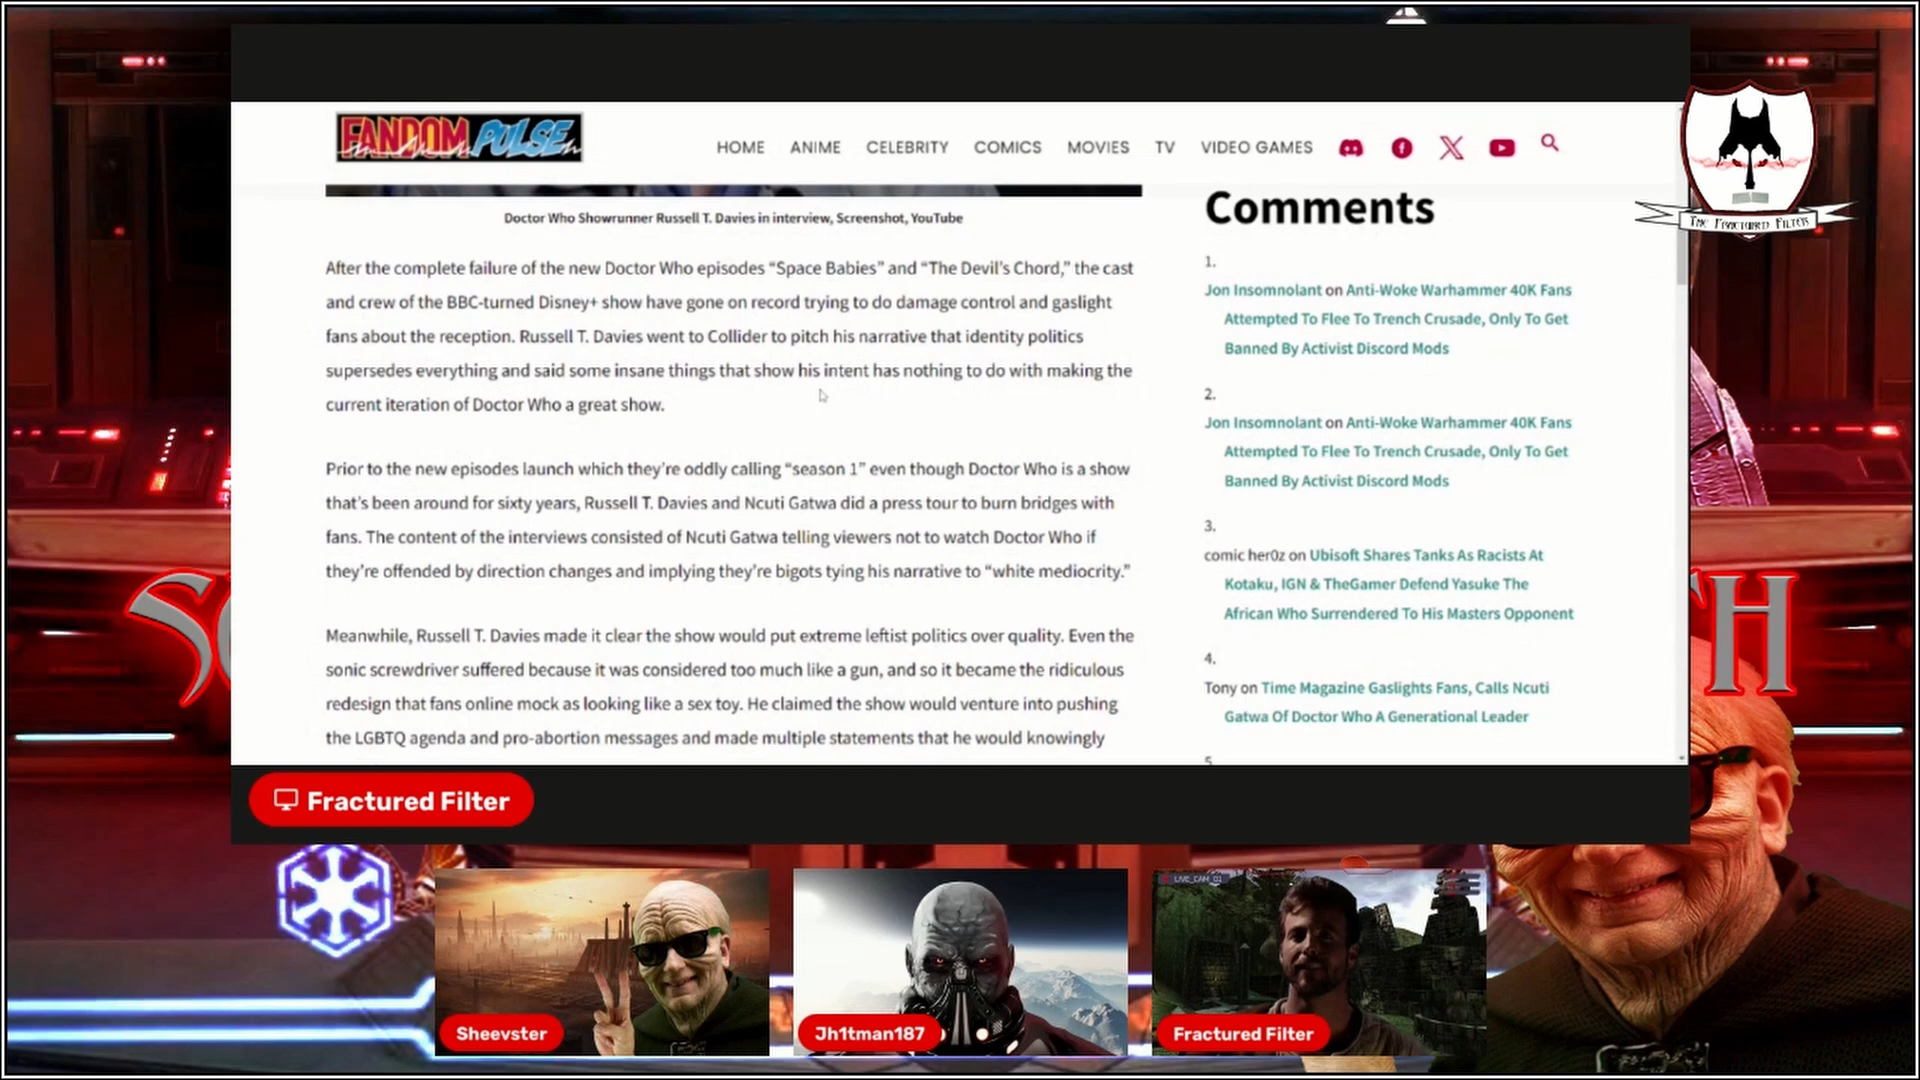 FANDOM PULSE
HOME ANIME CELEBRITY COMICS MOVIES TV VIDEO GAMES
THE FRACTURED FILTER
Doctor Who Showrunner Russell T. Davies in interview, Screenshot, YouTube
After the complete failure of the new Doctor Who episodes “Space Babies” and “The Devil’s Chord,” the cast
and crew of the BBC-turned Disney+ show have gone on record trying to do damage control and gaslight
fans about the reception. Russell T. Davies went to Collider to pitch his narrative that identity politics
supersedes everything and said some insane things that show his intent has nothing to do with making the
current iteration of Doctor Who a great show.
Prior to the new episodes launch which they’re oddly calling “season 1” even though Doctor Who is a show
that’s been around for sixty years, Russell T. Davies and Ncuti Gatwa did a press tour to burn bridges with
fans. The content of the interviews consisted of Ncuti Gatwa telling viewers not to watch Doctor Who if
they’re offended by direction changes and implying they’re bigots tying his narrative to “white mediocrity.”
Meanwhile, Russell T. Davies made it clear the show would put extreme leftist politics over quality. Even the
sonic screwdriver suffered because it was considered too much like a gun, and so it became the ridiculous
redesign that fans online mock as looking like a sex toy. He claimed the show would venture into pushing
the LGBTQ agenda and pro-abortion messages and made multiple statements that he would knowingly
Comments
1.
Jon Insomnolant on Anti-Woke Warhammer 40K Fans
Attempted To Flee To Trench Crusade, Only To Get
Banned By Activist Discord Mods
2.
Jon Insomnolant on Anti-Woke Warhammer 40K Fans
Attempted To Flee To Trench Crusade, Only To Get
Banned By Activist Discord Mods
3.
comic her0z on Ubisoft Shares Tanks As Racists At
Kotaku, IGN & TheGamer Defend Yasuke The
African Who Surrendered To His Masters Opponent
4.
Tony on Time Magazine Gaslights Fans, Calls Ncuti
Gatwa Of Doctor Who A Generational Leader
5.
Fractured Filter
LIVE_CAM_01
Sheevster
Jh1tman187
Fractured Filter